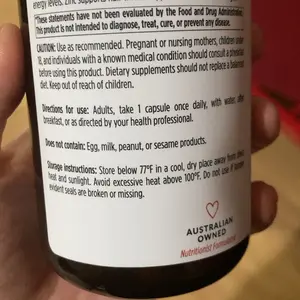 energy levels. Zinc supports
*These statements have not been evaluated by the Food and Drug Administration.
This product is not intended to diagnose, treat, cure, or prevent any disease.
CAUTION: Use as recommended. Pregnant or nursing mothers, children under
18, and individuals with a known medical condition should consult a physician
before using this product. Dietary supplements should not replace a balanced
diet. Keep out of reach of children.
Directions for use: Adults, take 1 capsule once daily, with water after
breakfast, or as directed by your health professional.
Does not contain: Egg, milk, peanut, or sesame products.
Storage instructions: Store below 77°F in a cool, dry place away from direct
heat and sunlight. Avoid excessive heat above 100°F. Do not use if tamper
evident seals are broken or missing.
AUSTRALIAN
OWNED
Nutritionist Formulated